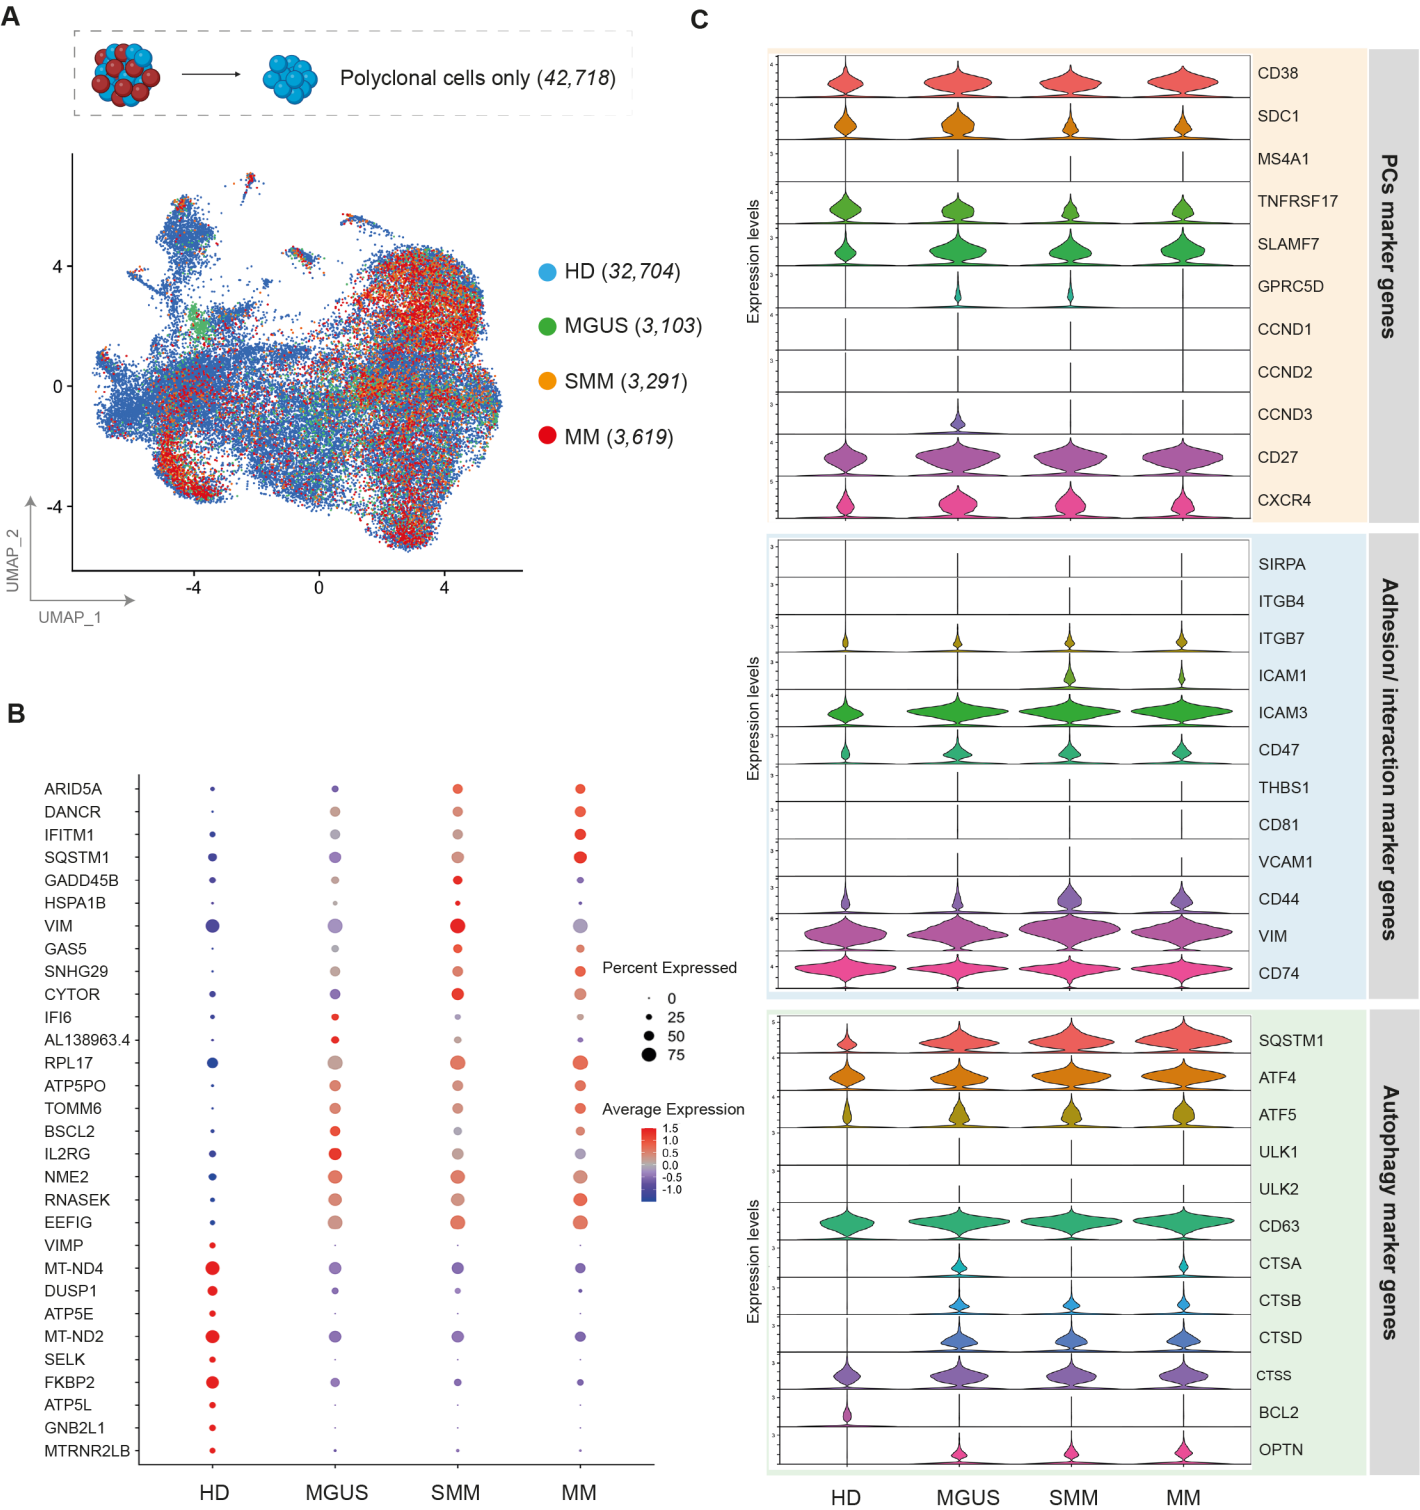 A
Polyclonal cells only (42,718)
4
0
-4
-4
0
4
UMAP_2
UMAP_1
HD (32,704)
MGUS (3,103)
SMM (3,291)
MM (3,619)
B
ARID5A
DANCR
IFITM1
SQSTM1
GADD45B
HSPA1B
VIM
GAS5
SNHG29
CYTOR
IFI6
AL138963.4
RPL17
ATP5PO
TOMM6
BSCL2
IL2RG
NME2
RNASEK
EEFIG
VIMP
MT-ND4
DUSP1
ATP5E
MT-ND2
SELK
FKBP2
ATP5L
GNB2L1
MTRNR2LB
HD
MGUS
SMM
MM
Percent Expressed
0
25
50
75
Average Expression
1.5
1.0
0.5
0.0
-0.5
-1.0
C
Expression levels
CD38
SDC1
MS4A1
TNFRSF17
SLAMF7
GPRC5D
CCND1
CCND2
CCND3
CD27
CXCR4
PCs marker genes
Expression levels
SIRPA
ITGB4
ITGB7
ICAM1
ICAM3
CD47
THBS1
CD81
VCAM1
CD44
VIM
CD74
Adhesion/ interaction marker genes
Expression levels
SQSTM1
ATF4
ATF5
ULK1
ULK2
CD63
CTSA
CTSB
CTSD
CTSS
BCL2
OPTN
Autophagy marker genes
HD
MGUS
SMM
MM